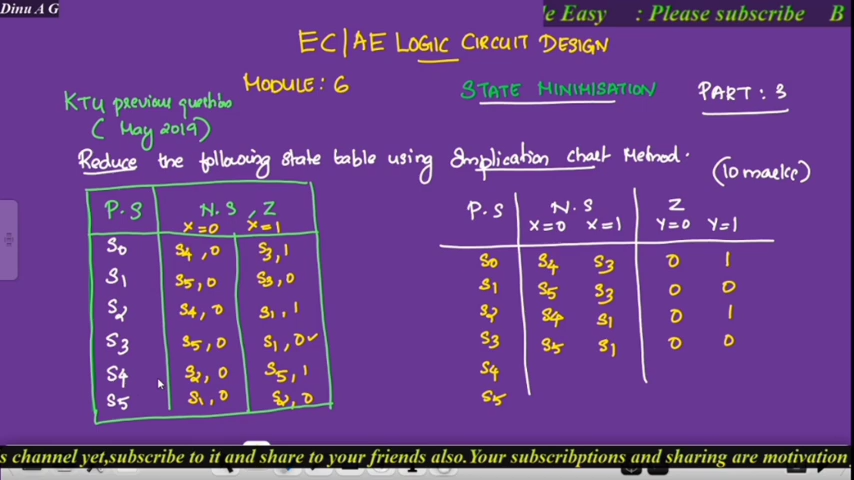 Dinu A G
le Easy : Please subscribe B
EC|AE LOGIC CIRCUIT DESIGN
MODULE: 6
STATE MINIMISATION
PART: 3
KTU previous question
( May 2019)
Reduce the following state table using Implication chart Method.
(10 marks)
P.S N.S , Z
X=0 X=1
S0 S4,0 S3,1
S1 S5,0 S3,0
S2 S4,0 S1,1
S3 S5,0 S1,0✓
S4 S2,0 S5,1
S5 S1,0 S2,0
P.S N.S Z
X=0 X=1 Y=0 Y=1
S0 S4 S3 0 1
S1 S5 S3 0 0
S2 S4 S1 0 1
S3 S5 S1 0 0
S4
S5
s channel yet,subscribe to it and share to your friends also.Your subscribptions and sharing are motivation